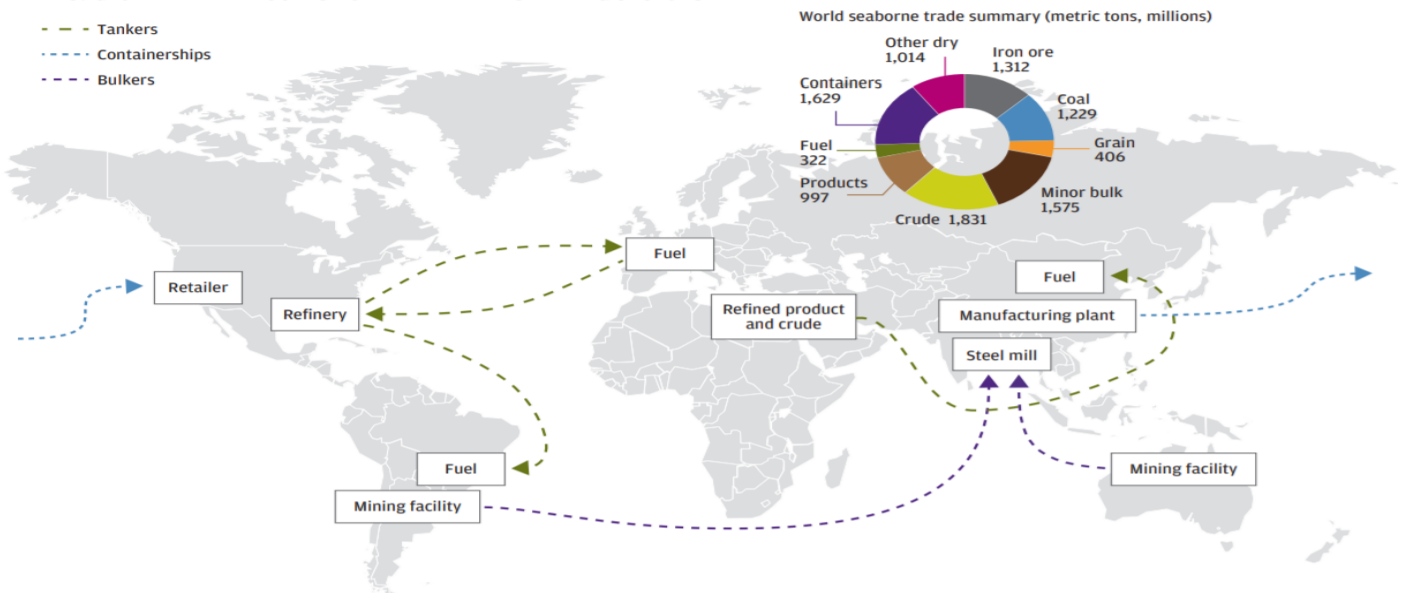 Tankers
Containerships
Bulkers
World seaborne trade summary (metric tons, millions)
Other dry
1,014
Iron ore
1,312
Containers
1,629
Coal
1,229
Fuel
322
Grain
406
Products
997
Minor bulk
1,575
Crude 1,831
Fuel
Fuel
Retailer
Refinery
Refined product
and crude
Manufacturing plant
Steel mill
Fuel
Mining facility
Mining facility